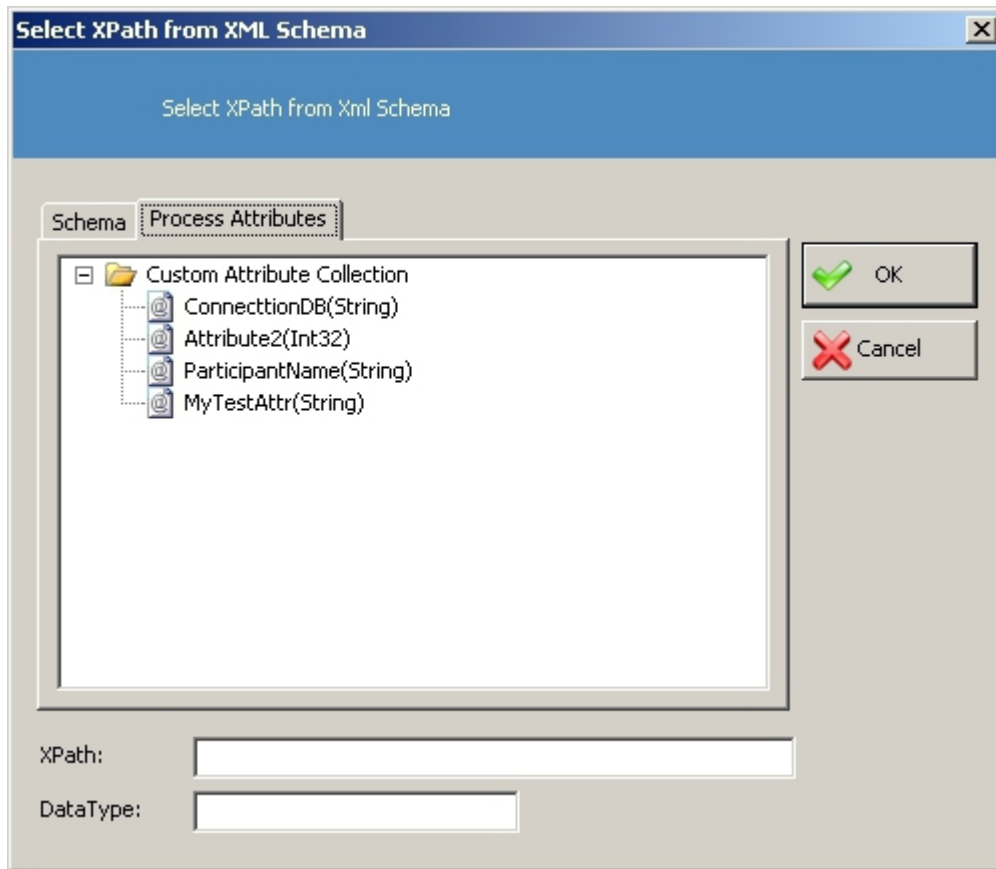 Select XPath from XML Schema
Select XPath from Xml Schema
Schema
Process Attributes
Custom Attribute Collection
ConnecttionDB(String)
Attribute2(Int32)
ParticipantName(String)
MyTestAttr(String)
OK
Cancel
XPath:
DataType: